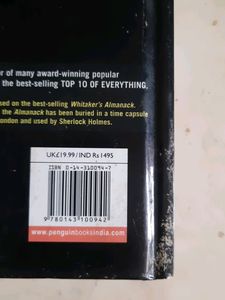 r of many award-winning popular
the best-selling TOP 10 OF EVERYTHING,
sed on the best-selling Whitaker's Almanack.
the Almanack has been buried in a time capsule
ondon and used by Sherlock Holmes.
UK£19.99/IND Rs1495
ISBN 0-14-310094-7
9 780143 100942
www.penguinbooksindia.com